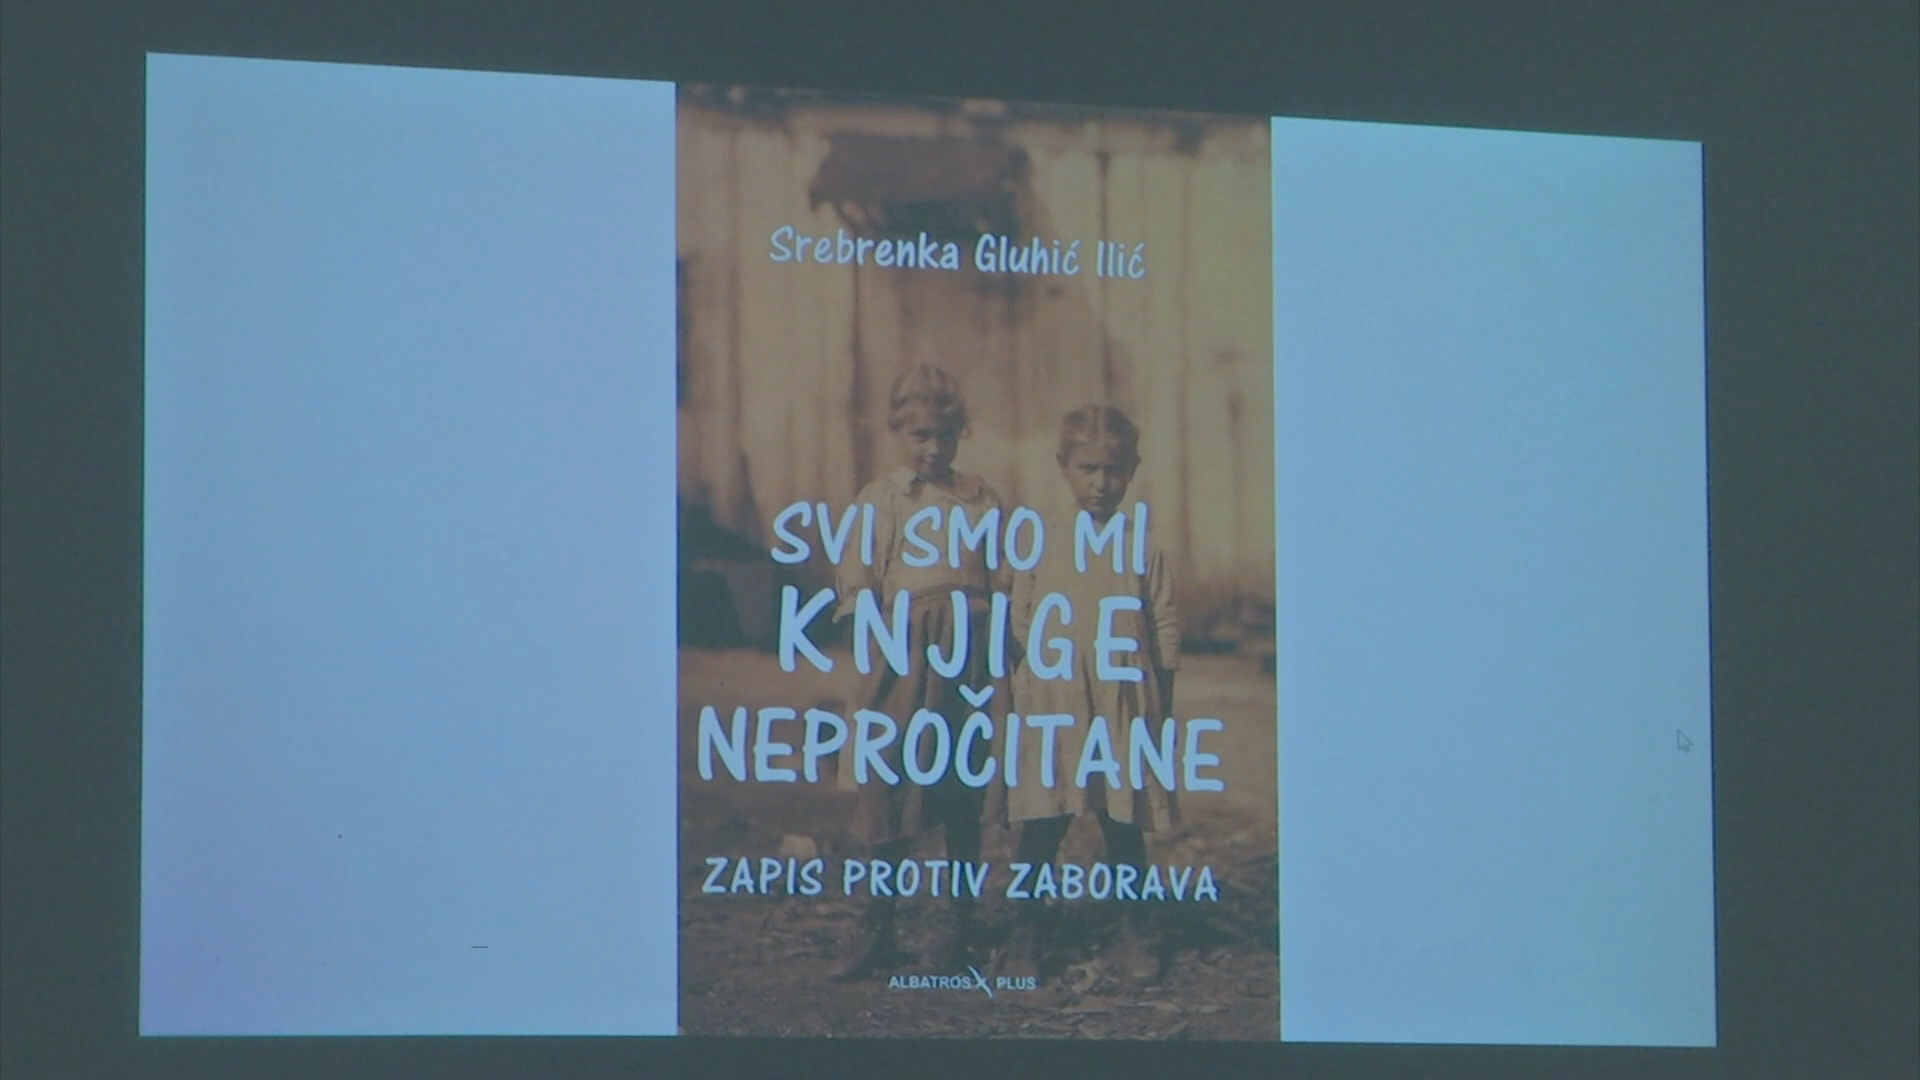 Srebrenka Gluhić Ilić
SVI SMO MI
KNJIGE
NEPROČITANE
ZAPIS PROTIV ZABORAVA
ALBATROS PLUS